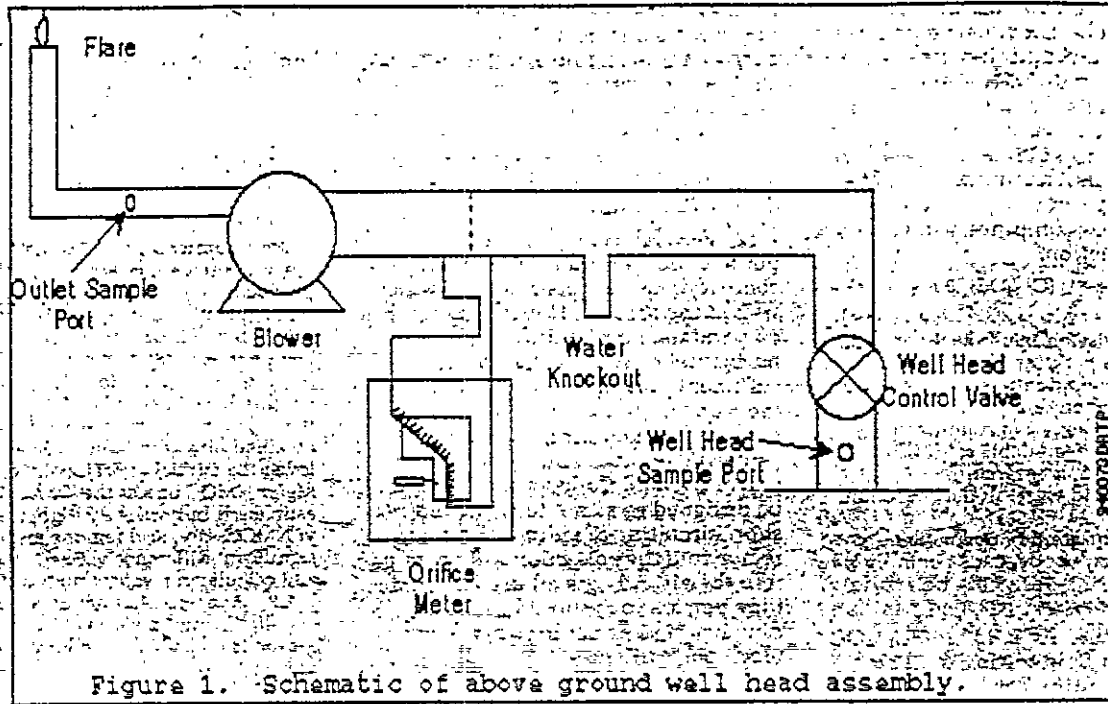 Flare
Outlet Sample
Port
Blower
Water
Knockout
Well Head
Control Valve
Well Head
Sample Port
Orifice
Meter
Figure 1. Schematic of above ground well head assembly.